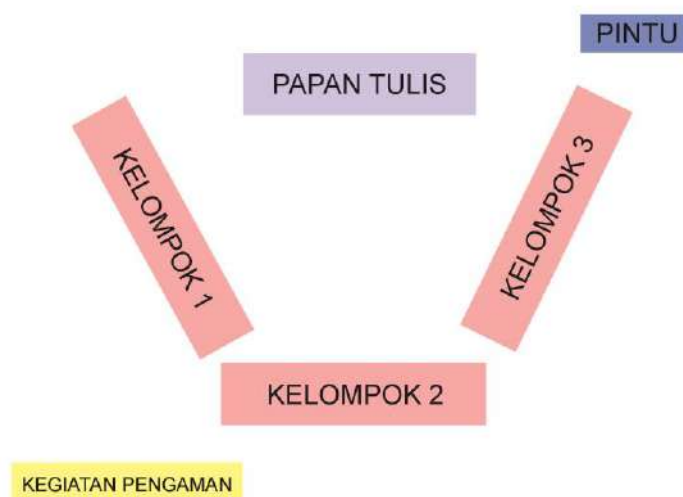 PINTU
PAPAN TULIS
KELOMPOK 1
KELOMPOK 3
KELOMPOK 2
KEGIATAN PENGAMAN